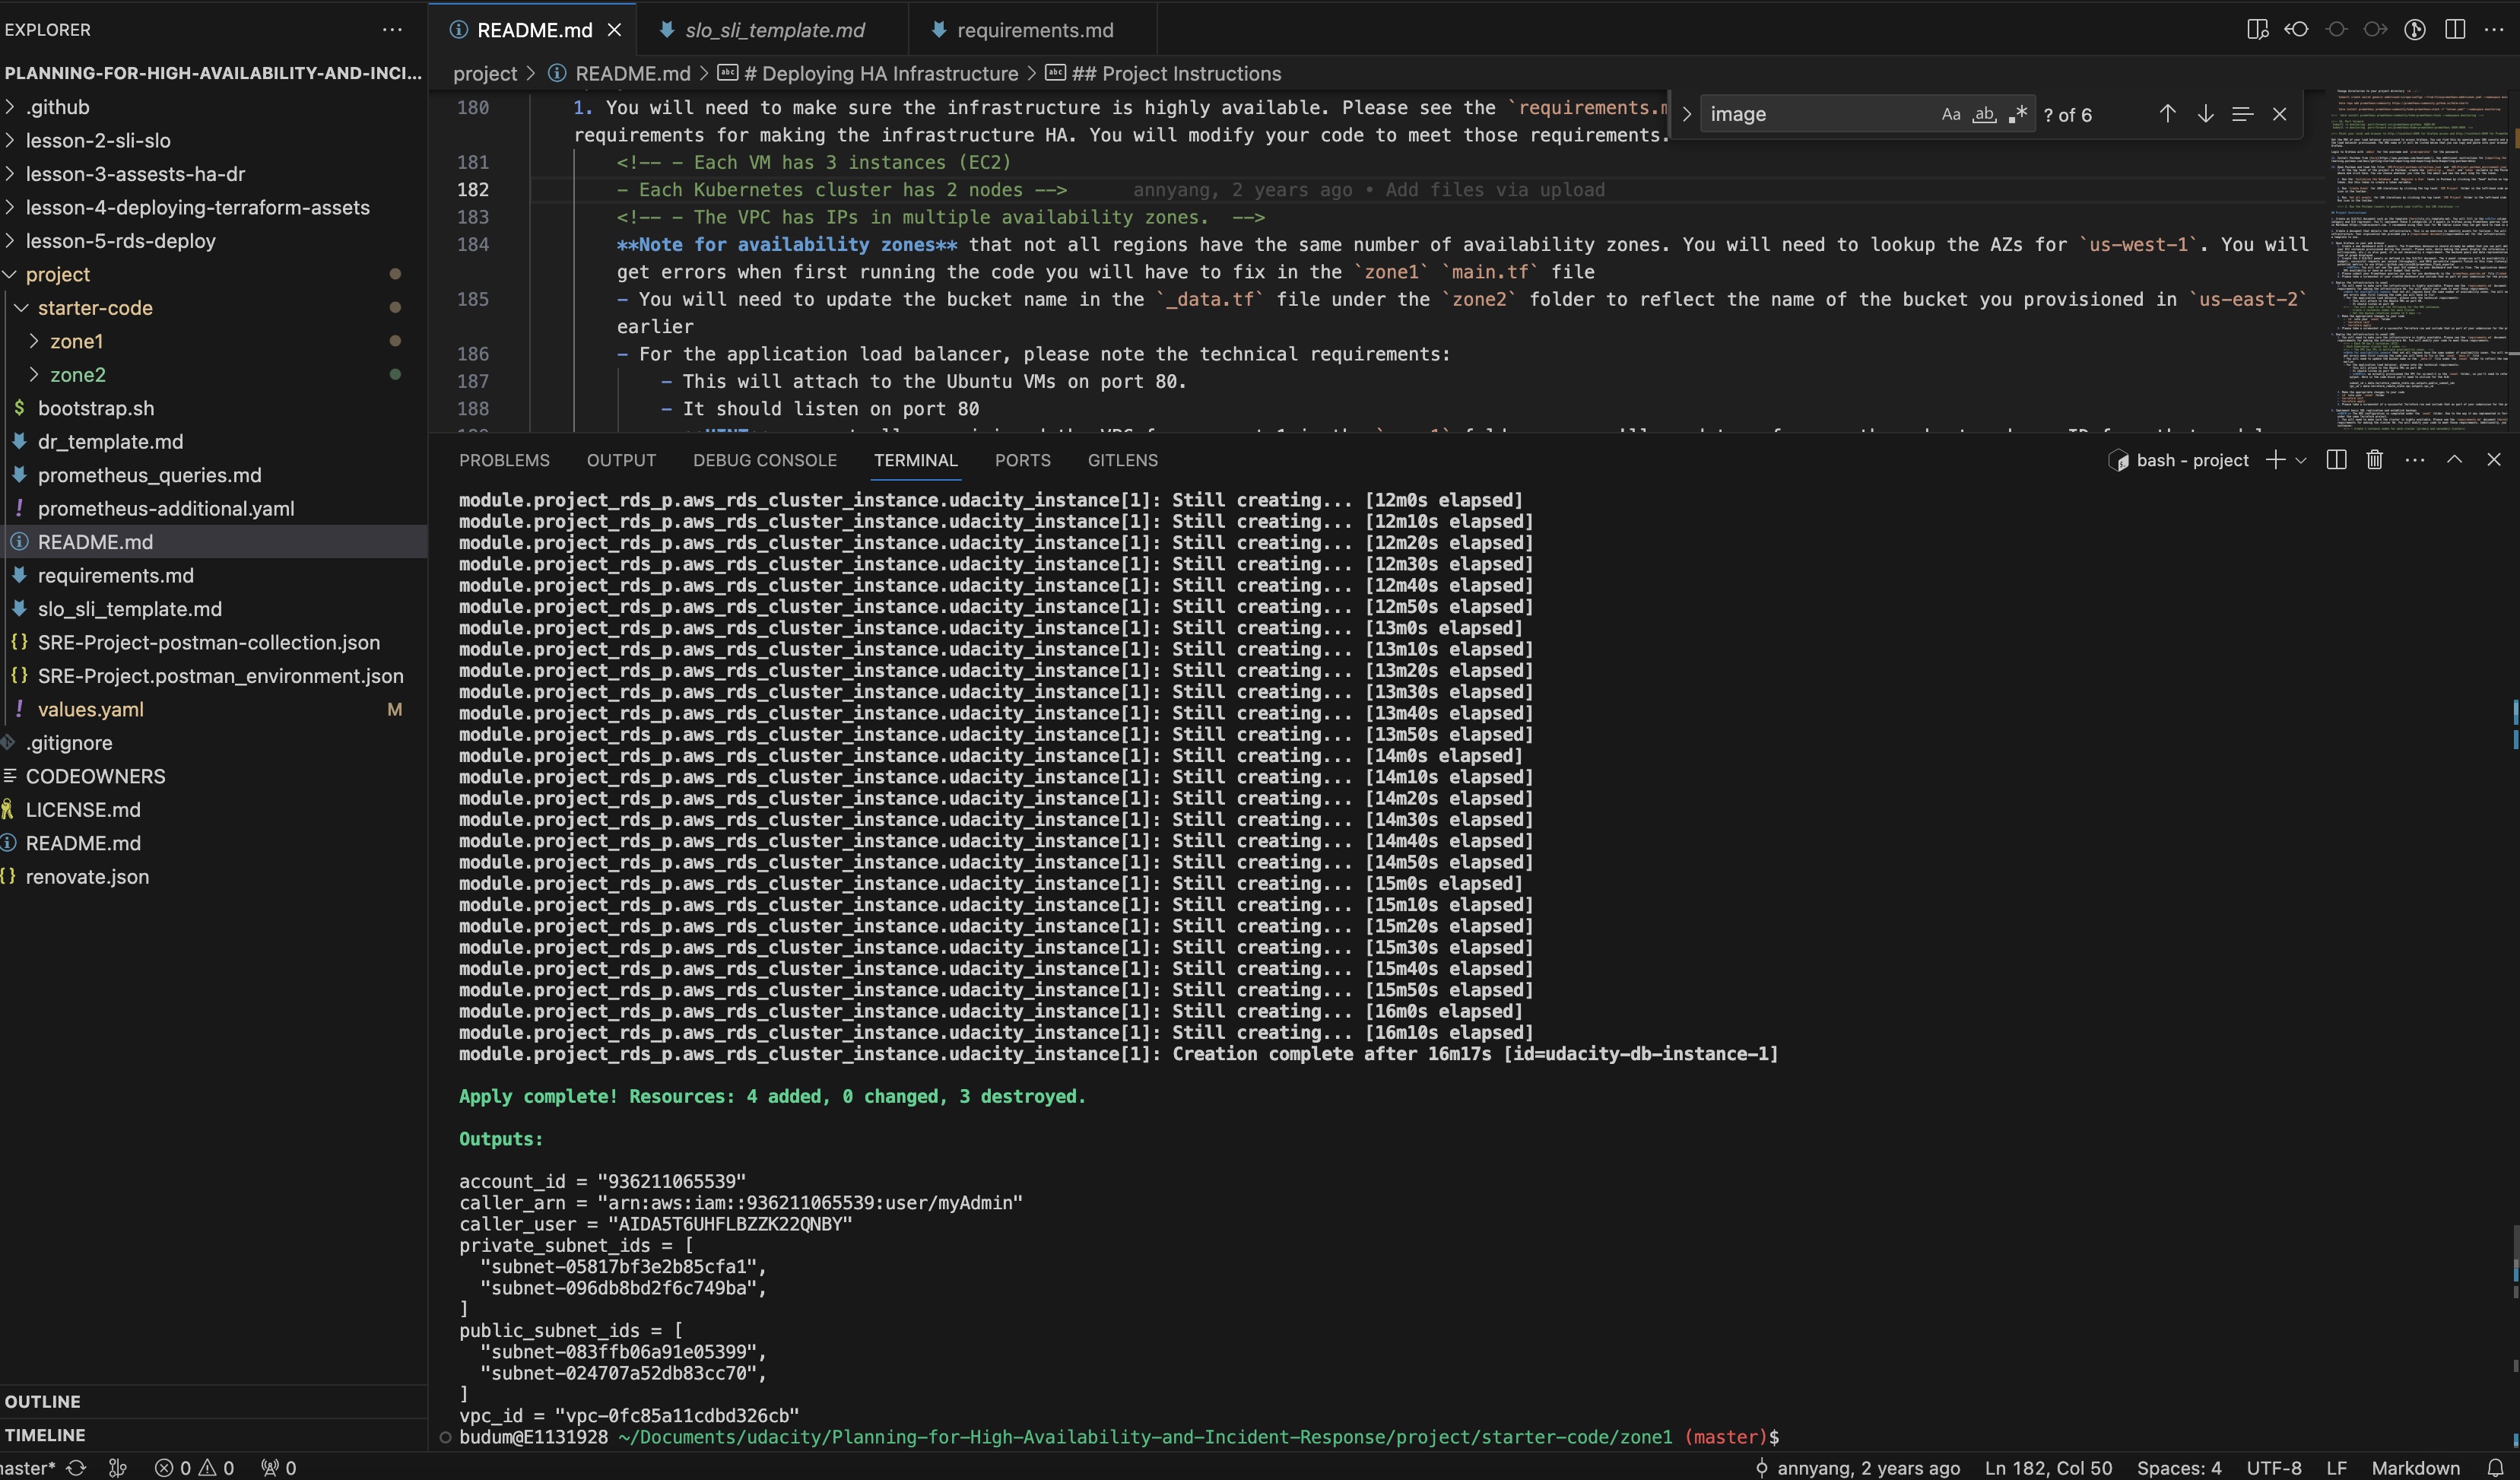 EXPLORER
PLANNING-FOR-HIGH-AVAILABILITY-AND-INCI...
.github
lesson-2-sli-slo
lesson-3-assests-ha-dr
lesson-4-deploying-terraform-assets
lesson-5-rds-deploy
project
starter-code
zone1
zone2
bootstrap.sh
dr_template.md
prometheus_queries.md
prometheus-additional.yaml
README.md
requirements.md
slo_sli_template.md
SRE-Project-postman-collection.json
SRE-Project.postman_environment.json
values.yaml M
.gitignore
CODEOWNERS
LICENSE.md
README.md
renovate.json
OUTLINE
TIMELINE
README.md slo_sli_template.md requirements.md
project > README.md > # Deploying HA Infrastructure > ## Project Instructions
image Aa ab .* ? of 6
180 1. You will need to make sure the infrastructure is highly available. Please see the `requirements.m
requirements for making the infrastructure HA. You will modify your code to meet those requirements.
181 <!-- - Each VM has 3 instances (EC2)
182 - Each Kubernetes cluster has 2 nodes --> annyang, 2 years ago • Add files via upload
183 <!-- - The VPC has IPs in multiple availability zones.  -->
184 **Note for availability zones** that not all regions have the same number of availability zones. You will need to lookup the AZs for `us-west-1`. You will
get errors when first running the code you will have to fix in the `zone1` `main.tf` file
185 - You will need to update the bucket name in the `_data.tf` file under the `zone2` folder to reflect the name of the bucket you provisioned in `us-east-2`
earlier
186 - For the application load balancer, please note the technical requirements:
187 - This will attach to the Ubuntu VMs on port 80.
188 - It should listen on port 80
PROBLEMS OUTPUT DEBUG CONSOLE TERMINAL PORTS GITLENS bash - project
module.project_rds_p.aws_rds_cluster_instance.udacity_instance[1]: Still creating... [12m0s elapsed]
module.project_rds_p.aws_rds_cluster_instance.udacity_instance[1]: Still creating... [12m10s elapsed]
module.project_rds_p.aws_rds_cluster_instance.udacity_instance[1]: Still creating... [12m20s elapsed]
module.project_rds_p.aws_rds_cluster_instance.udacity_instance[1]: Still creating... [12m30s elapsed]
module.project_rds_p.aws_rds_cluster_instance.udacity_instance[1]: Still creating... [12m40s elapsed]
module.project_rds_p.aws_rds_cluster_instance.udacity_instance[1]: Still creating... [12m50s elapsed]
module.project_rds_p.aws_rds_cluster_instance.udacity_instance[1]: Still creating... [13m0s elapsed]
module.project_rds_p.aws_rds_cluster_instance.udacity_instance[1]: Still creating... [13m10s elapsed]
module.project_rds_p.aws_rds_cluster_instance.udacity_instance[1]: Still creating... [13m20s elapsed]
module.project_rds_p.aws_rds_cluster_instance.udacity_instance[1]: Still creating... [13m30s elapsed]
module.project_rds_p.aws_rds_cluster_instance.udacity_instance[1]: Still creating... [13m40s elapsed]
module.project_rds_p.aws_rds_cluster_instance.udacity_instance[1]: Still creating... [13m50s elapsed]
module.project_rds_p.aws_rds_cluster_instance.udacity_instance[1]: Still creating... [14m0s elapsed]
module.project_rds_p.aws_rds_cluster_instance.udacity_instance[1]: Still creating... [14m10s elapsed]
module.project_rds_p.aws_rds_cluster_instance.udacity_instance[1]: Still creating... [14m20s elapsed]
module.project_rds_p.aws_rds_cluster_instance.udacity_instance[1]: Still creating... [14m30s elapsed]
module.project_rds_p.aws_rds_cluster_instance.udacity_instance[1]: Still creating... [14m40s elapsed]
module.project_rds_p.aws_rds_cluster_instance.udacity_instance[1]: Still creating... [14m50s elapsed]
module.project_rds_p.aws_rds_cluster_instance.udacity_instance[1]: Still creating... [15m0s elapsed]
module.project_rds_p.aws_rds_cluster_instance.udacity_instance[1]: Still creating... [15m10s elapsed]
module.project_rds_p.aws_rds_cluster_instance.udacity_instance[1]: Still creating... [15m20s elapsed]
module.project_rds_p.aws_rds_cluster_instance.udacity_instance[1]: Still creating... [15m30s elapsed]
module.project_rds_p.aws_rds_cluster_instance.udacity_instance[1]: Still creating... [15m40s elapsed]
module.project_rds_p.aws_rds_cluster_instance.udacity_instance[1]: Still creating... [15m50s elapsed]
module.project_rds_p.aws_rds_cluster_instance.udacity_instance[1]: Still creating... [16m0s elapsed]
module.project_rds_p.aws_rds_cluster_instance.udacity_instance[1]: Still creating... [16m10s elapsed]
module.project_rds_p.aws_rds_cluster_instance.udacity_instance[1]: Creation complete after 16m17s [id=udacity-db-instance-1]
Apply complete! Resources: 4 added, 0 changed, 3 destroyed.
Outputs:
account_id = "936211065539"
caller_arn = "arn:aws:iam::936211065539:user/myAdmin"
caller_user = "AIDA5T6UHFLBZZK22QNBY"
private_subnet_ids = [
"subnet-05817bf3e2b85cfa1",
"subnet-096db8bd2f6c749ba",
]
public_subnet_ids = [
"subnet-083ffb06a91e05399",
"subnet-024707a52db83cc70",
]
vpc_id = "vpc-0fc85a11cdbd326cb"
budum@E1131928 ~/Documents/udacity/Planning-for-High-Availability-and-Incident-Response/project/starter-code/zone1 (master)$
master* 0 0 0 annyang, 2 years ago Ln 182, Col 50 Spaces: 4 UTF-8 LF Markdown